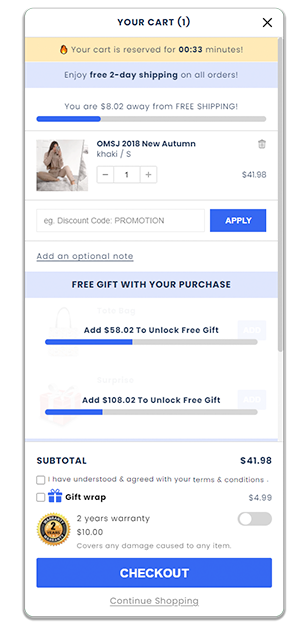 YOUR CART (1)
🔥 Your cart is reserved for 00:33 minutes!
Enjoy free 2-day shipping on all orders!
You are $8.02 away from FREE SHIPPING!
OMSJ 2018 New Autumn
khaki / S
− 1 +
$41.98
eg. Discount Code: PROMOTION
APPLY
Add an optional note
FREE GIFT WITH YOUR PURCHASE
Tote Bag
Add $58.02 To Unlock Free Gift
Surprise
Add $108.02 To Unlock Free Gift
SUBTOTAL $41.98
I have understood & agreed with your terms & conditions .
Gift wrap $4.99
2 years warranty
$10.00
Covers any damage caused to any item.
CHECKOUT
Continue Shopping